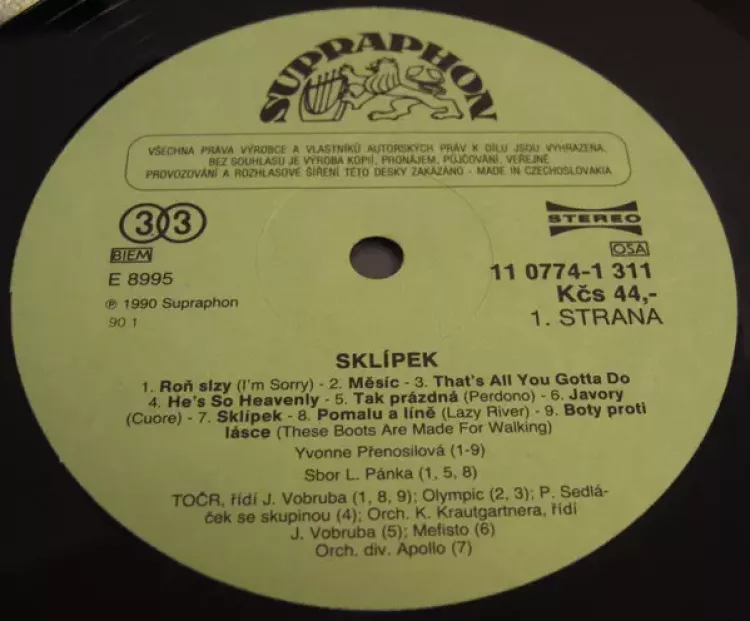 SUPRAPHON
VŠECHNA PRÁVA VÝROBCE A VLASTNÍKŮ AUTORSKÝCH PRÁV K DÍLU JSOU VYHRAZENA.
BEZ SOUHLASU JE VÝROBA KOPIÍ, PRONÁJEM, PŮJČOVÁNÍ, VEŘEJNÉ
PROVOZOVÁNÍ A ROZHLASOVÉ ŠÍŘENÍ TÉTO DESKY ZAKÁZÁNO - MADE IN CZECHOSLOVAKIA
33
BIEM
E 8995
℗ 1990 Supraphon
90 1
STEREO
OSA
11 0774-1 311
Kčs 44,-
1. STRANA
SKLÍPEK
1. Roň slzy (I'm Sorry) - 2. Měsíc - 3. That's All You Gotta Do
4. He's So Heavenly - 5. Tak prázdná (Perdono) - 6. Javory
(Cuore) - 7. Sklípek - 8. Pomalu a líně (Lazy River) - 9. Boty proti
lásce (These Boots Are Made For Walking)
Yvonne Přenosilová (1-9)
Sbor L. Pánka (1, 5, 8)
TOČR, řídí J. Vobruba (1, 8, 9); Olympic (2, 3); P. Sedlá-
ček se skupinou (4); Orch. K. Krautgartnera, řídí
J. Vobruba (5); Mefisto (6)
Orch. div. Apollo (7)